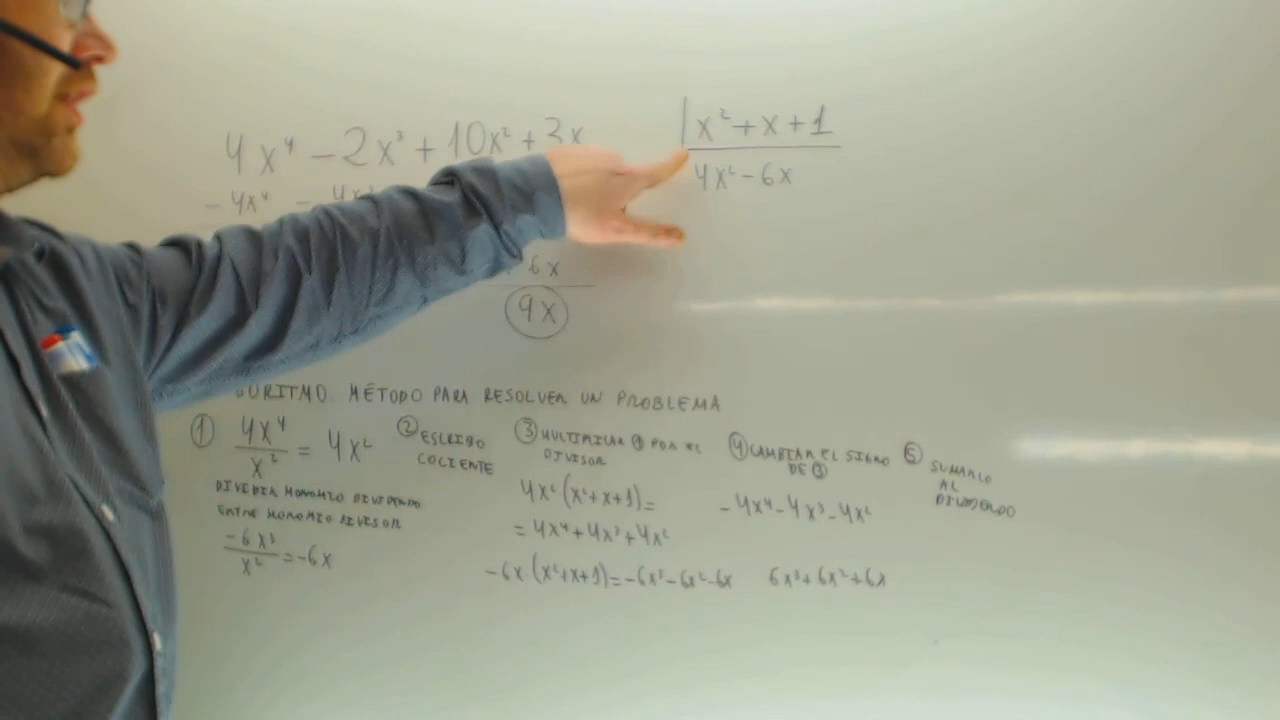 4x⁴ - 2x³ + 10x² + 3x |x² + x + 1
-4x⁴ - 4x³ 4x² - 6x
6x
9x
ORITMO. MÉTODO PARA RESOLVER UN PROBLEMA
① 4x⁴/x² = 4x²
DIVIDIR MONOMIO DIVIDENDO
ENTRE MONOMIO DIVISOR
-6x³/x² = -6x
② ESCRIBO
COCIENTE
③ MULTIPLICAR ① POR EL
DIVISOR
4x²(x²+x+1)=
= 4x⁴+4x³+4x²
-6x(x²+x+1)=-6x³-6x²-6x
④ CAMBIAR EL SIGNO
DE ③
-4x⁴-4x³-4x²
6x³+6x²+6x
⑤ SUMARLO
AL
DIVIDENDO